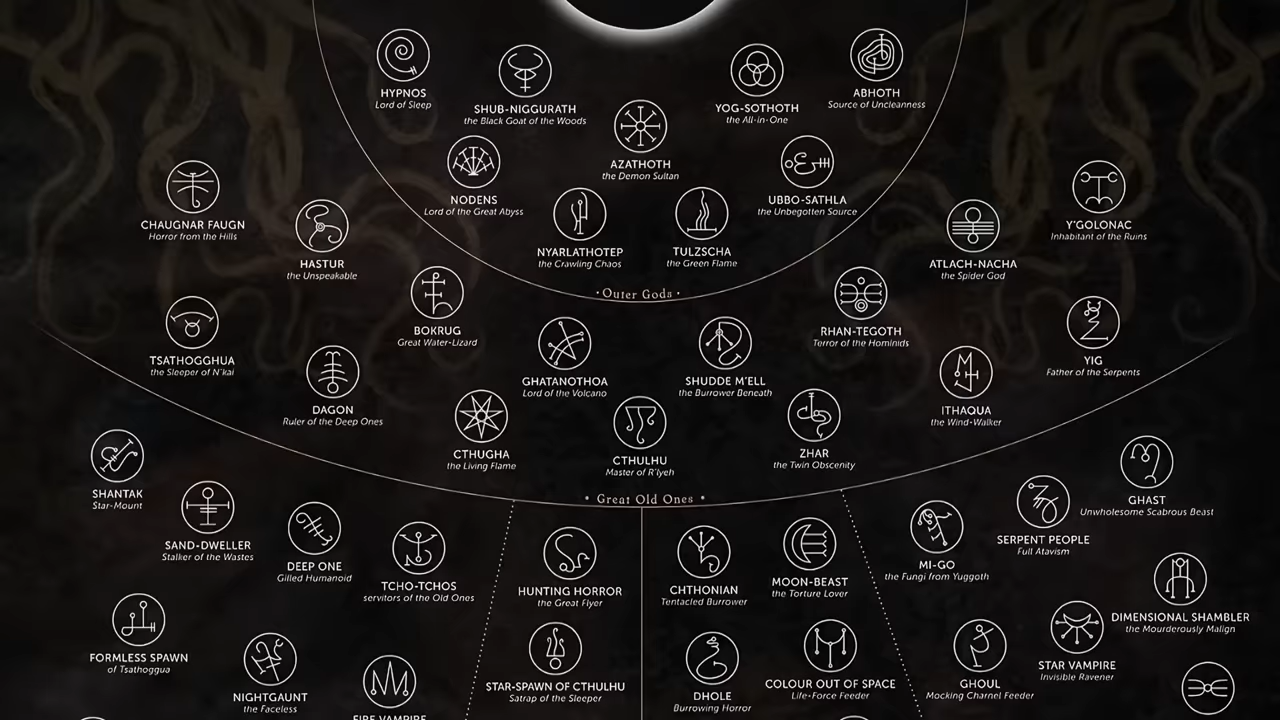 HYPNOS
Lord of Sleep
SHUB-NIGGURATH
the Black Goat of the Woods
YOG-SOTHOTH
the All-in-One
ABHOTH
Source of Uncleanness
AZATHOTH
the Demon Sultan
NODENS
Lord of the Great Abyss
UBBO-SATHLA
the Unbegotten Source
NYARLATHOTEP
the Crawling Chaos
TULZSCHA
the Green Flame
• Outer Gods •
CHAUGNAR FAUGN
Horror from the Hills
HASTUR
the Unspeakable
ATLACH-NACHA
the Spider God
Y'GOLONAC
Inhabitant of the Ruins
BOKRUG
Great Water-Lizard
RHAN-TEGOTH
Terror of the Hominids
TSATHOGGHUA
the Sleeper of N'kai
GHATANOTHOA
Lord of the Volcano
SHUDDE M'ELL
the Burrower Beneath
YIG
Father of the Serpents
DAGON
Ruler of the Deep Ones
ITHAQUA
the Wind-Walker
CTHUGHA
the Living Flame
CTHULHU
Master of R'lyeh
ZHAR
the Twin Obscenity
• Great Old Ones •
SHANTAK
Star-Mount
SAND-DWELLER
Stalker of the Wastes
DEEP ONE
Gilled Humanoid
TCHO-TCHOS
servitors of the Old Ones
HUNTING HORROR
the Great Flyer
CHTHONIAN
Tentacled Burrower
MOON-BEAST
the Torture Lover
MI-GO
the Fungi from Yuggoth
SERPENT PEOPLE
Full Atavism
GHAST
Unwholesome Scabrous Beast
FORMLESS SPAWN
of Tsathoggua
NIGHTGAUNT
the Faceless
FIRE VAMPIRE
STAR-SPAWN OF CTHULHU
Satrap of the Sleeper
DHOLE
Burrowing Horror
COLOUR OUT OF SPACE
Life-Force Feeder
GHOUL
Mocking Charnel Feeder
STAR VAMPIRE
Invisible Ravener
DIMENSIONAL SHAMBLER
the Mourderously Malign